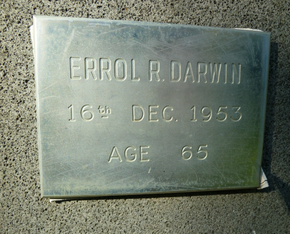 ERROL R. DARWIN
16th DEC. 1953
AGE 65